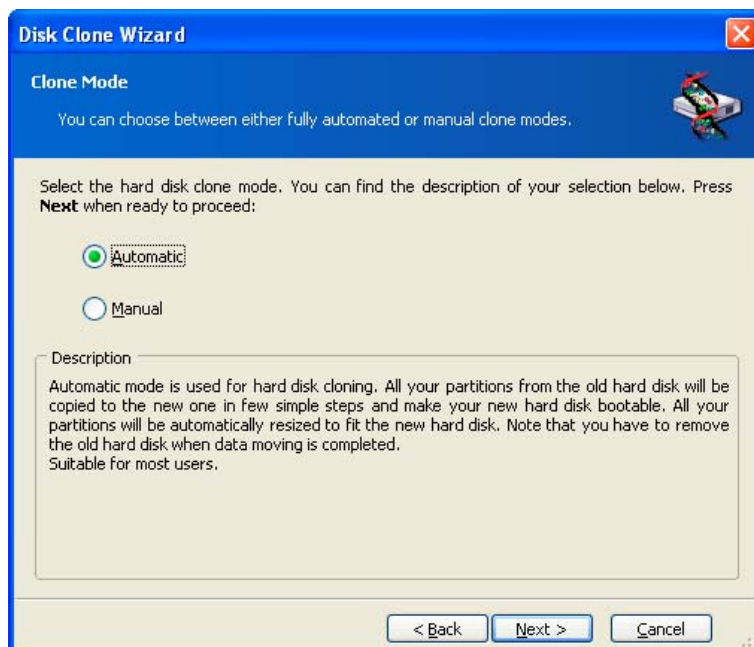 Disk Clone Wizard
Clone Mode
You can choose between either fully automated or manual clone modes.
Select the hard disk clone mode. You can find the description of your selection below. Press
Next when ready to proceed:
Automatic
Manual
Description
Automatic mode is used for hard disk cloning. All your partitions from the old hard disk will be
copied to the new one in few simple steps and make your new hard disk bootable. All your
partitions will be automatically resized to fit the new hard disk. Note that you have to remove
the old hard disk when data moving is completed.
Suitable for most users.
< Back
Next >
Cancel